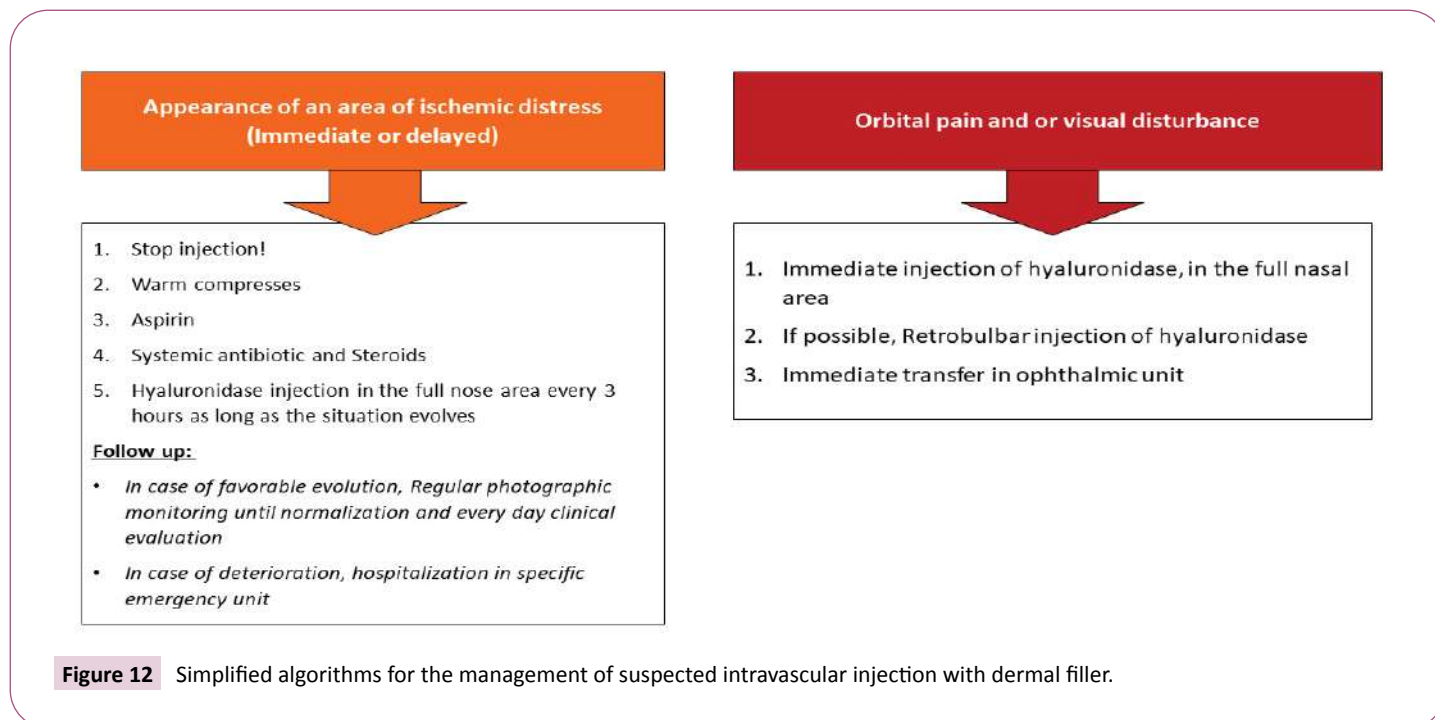 Appearance of an area of ischemic distress
(Immediate or delayed)
1. Stop injection!
2. Warm compresses
3. Aspirin
4. Systemic antibiotic and Steroids
5. Hyaluronidase injection in the full nose area every 3
hours as long as the situation evolves
Follow up:
• In case of favorable evolution, Regular photographic
monitoring until normalization and every day clinical
evaluation
• In case of deterioration, hospitalization in specific
emergency unit
Orbital pain and or visual disturbance
1. Immediate injection of hyaluronidase, in the full nasal
area
2. If possible, Retrobulbar injection of hyaluronidase
3. Immediate transfer in ophthalmic unit
Figure 12 Simplified algorithms for the management of suspected intravascular injection with dermal filler.